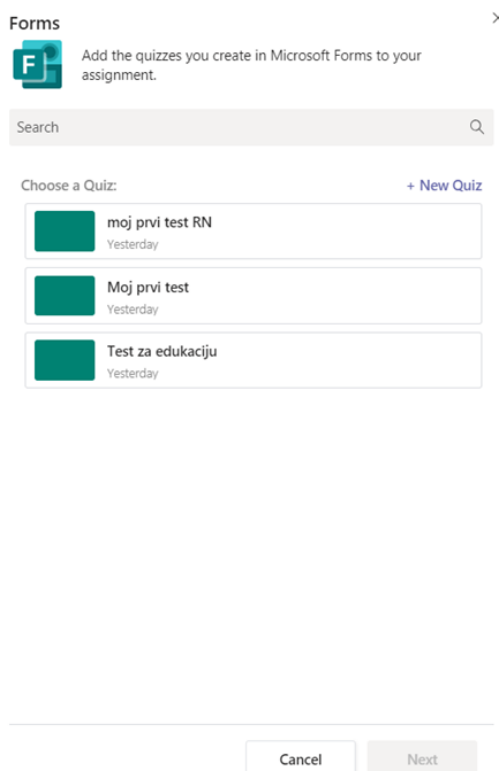 Forms
F
Add the quizzes you create in Microsoft Forms to your
assignment.
Search
Choose a Quiz:
+ New Quiz
moj prvi test RN
Yesterday
Moj prvi test
Yesterday
Test za edukaciju
Yesterday
Cancel
Next